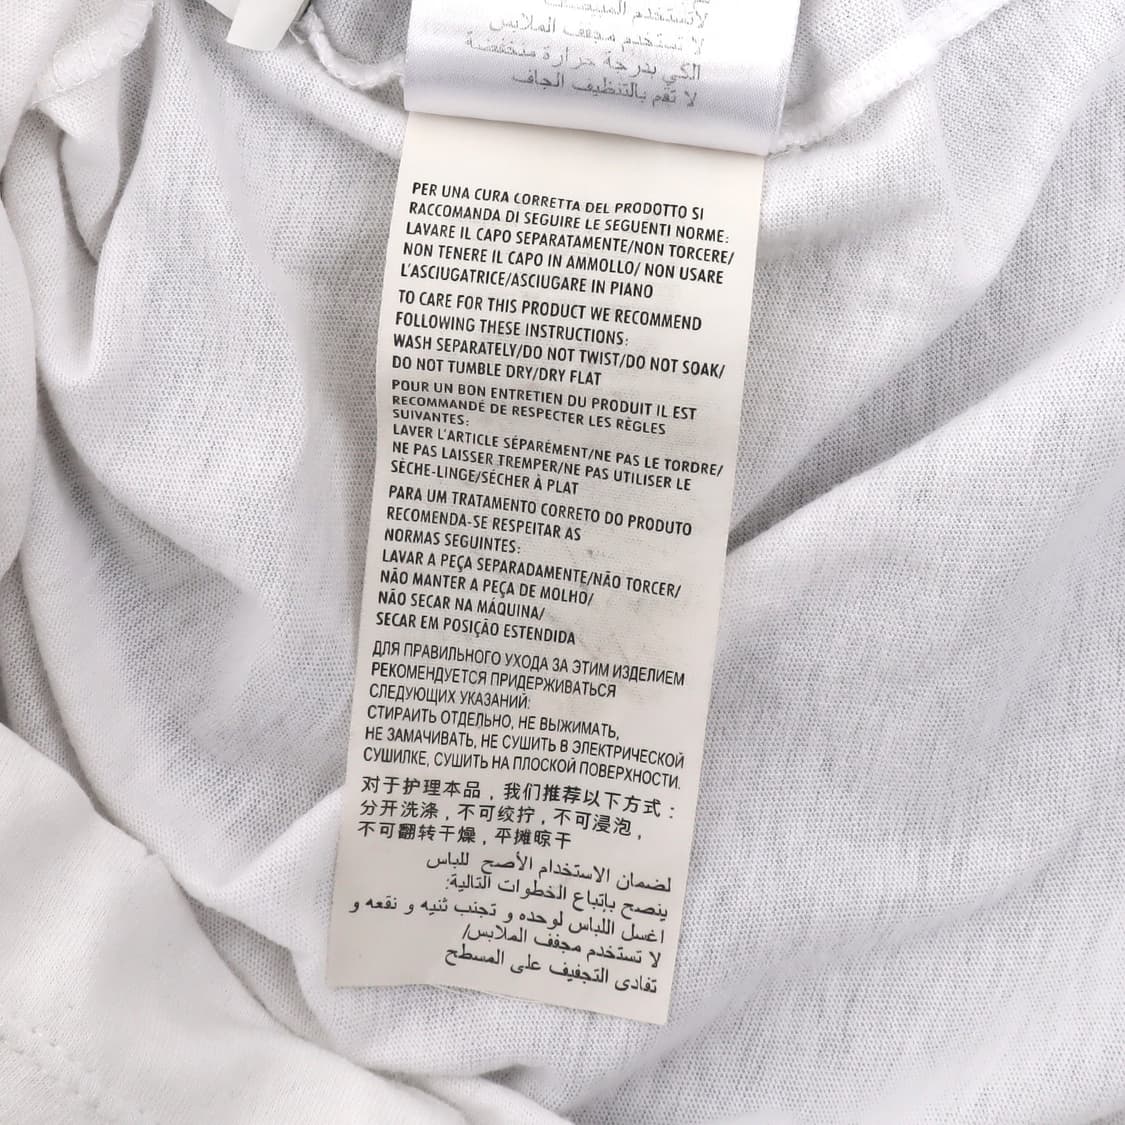 لا تستخدم المبيض
لا تستخدم مجفف الملابس
الكي بدرجة حرارة منخفضة
لا تقم بالتنظيف الجاف
PER UNA CURA CORRETTA DEL PRODOTTO SI
RACCOMANDA DI SEGUIRE LE SEGUENTI NORME:
LAVARE IL CAPO SEPARATAMENTE/NON TORCERE/
NON TENERE IL CAPO IN AMMOLLO/ NON USARE
L'ASCIUGATRICE/ASCIUGARE IN PIANO
TO CARE FOR THIS PRODUCT WE RECOMMEND
FOLLOWING THESE INSTRUCTIONS:
WASH SEPARATELY/DO NOT TWIST/DO NOT SOAK/
DO NOT TUMBLE DRY/DRY FLAT
POUR UN BON ENTRETIEN DU PRODUIT IL EST
RECOMMANDÉ DE RESPECTER LES RÈGLES
SUIVANTES:
LAVER L'ARTICLE SÉPARÉMENT/NE PAS LE TORDRE/
NE PAS LAISSER TREMPER/NE PAS UTILISER LE
SÈCHE-LINGE/SÉCHER À PLAT
PARA UM TRATAMENTO CORRETO DO PRODUTO
RECOMENDA-SE RESPEITAR AS
NORMAS SEGUINTES:
LAVAR A PEÇA SEPARADAMENTE/NÃO TORCER/
NÃO MANTER A PEÇA DE MOLHO/
NÃO SECAR NA MÁQUINA/
SECAR EM POSIÇÃO ESTENDIDA
ДЛЯ ПРАВИЛЬНОГО УХОДА ЗА ЭТИМ ИЗДЕЛИЕМ
РЕКОМЕНДУЕТСЯ ПРИДЕРЖИВАТЬСЯ
СЛЕДУЮЩИХ УКАЗАНИЙ:
СТИРАИТЬ ОТДЕЛЬНО, НЕ ВЫЖИМАТЬ,
НЕ ЗАМАЧИВАТЬ, НЕ СУШИТЬ В ЭЛЕКТРИЧЕСКОЙ
СУШИЛКЕ, СУШИТЬ НА ПЛОСКОЙ ПОВЕРХНОСТИ.
对于护理本品，我们推荐以下方式：
分开洗涤，不可绞拧，不可浸泡，
不可翻转干燥，平摊晾干
لضمان الاستخدام الأصح للباس
ينصح بإتباع الخطوات التالية:
اغسل اللباس لوحده و تجنب ثنيه و نقعه و
لا تستخدم مجفف الملابس/
تفادى التجفيف على المسطح